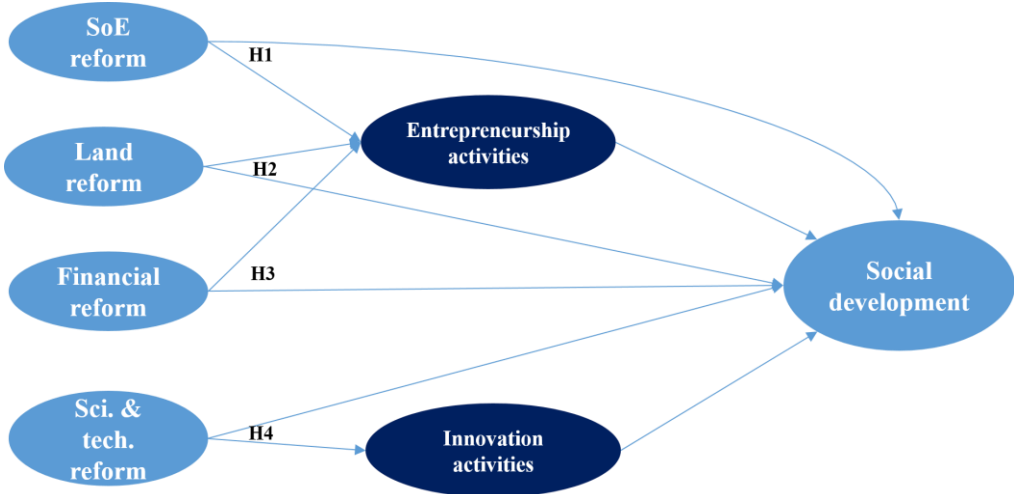 SoE
reform
H1
Entrepreneurship
activities
Land
reform
H2
Financial
reform
H3
Social
development
Sci. &
tech.
reform
H4
Innovation
activities